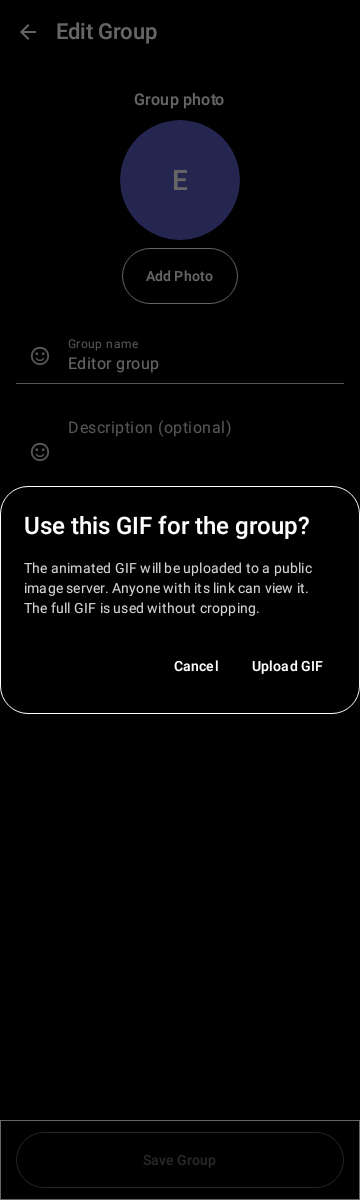 Edit Group
Group photo
E
Add Photo
Group name
Editor group
Description (optional)
Use this GIF for the group?
The animated GIF will be uploaded to a public
image server. Anyone with its link can view it.
The full GIF is used without cropping.
Cancel
Upload GIF
Save Group